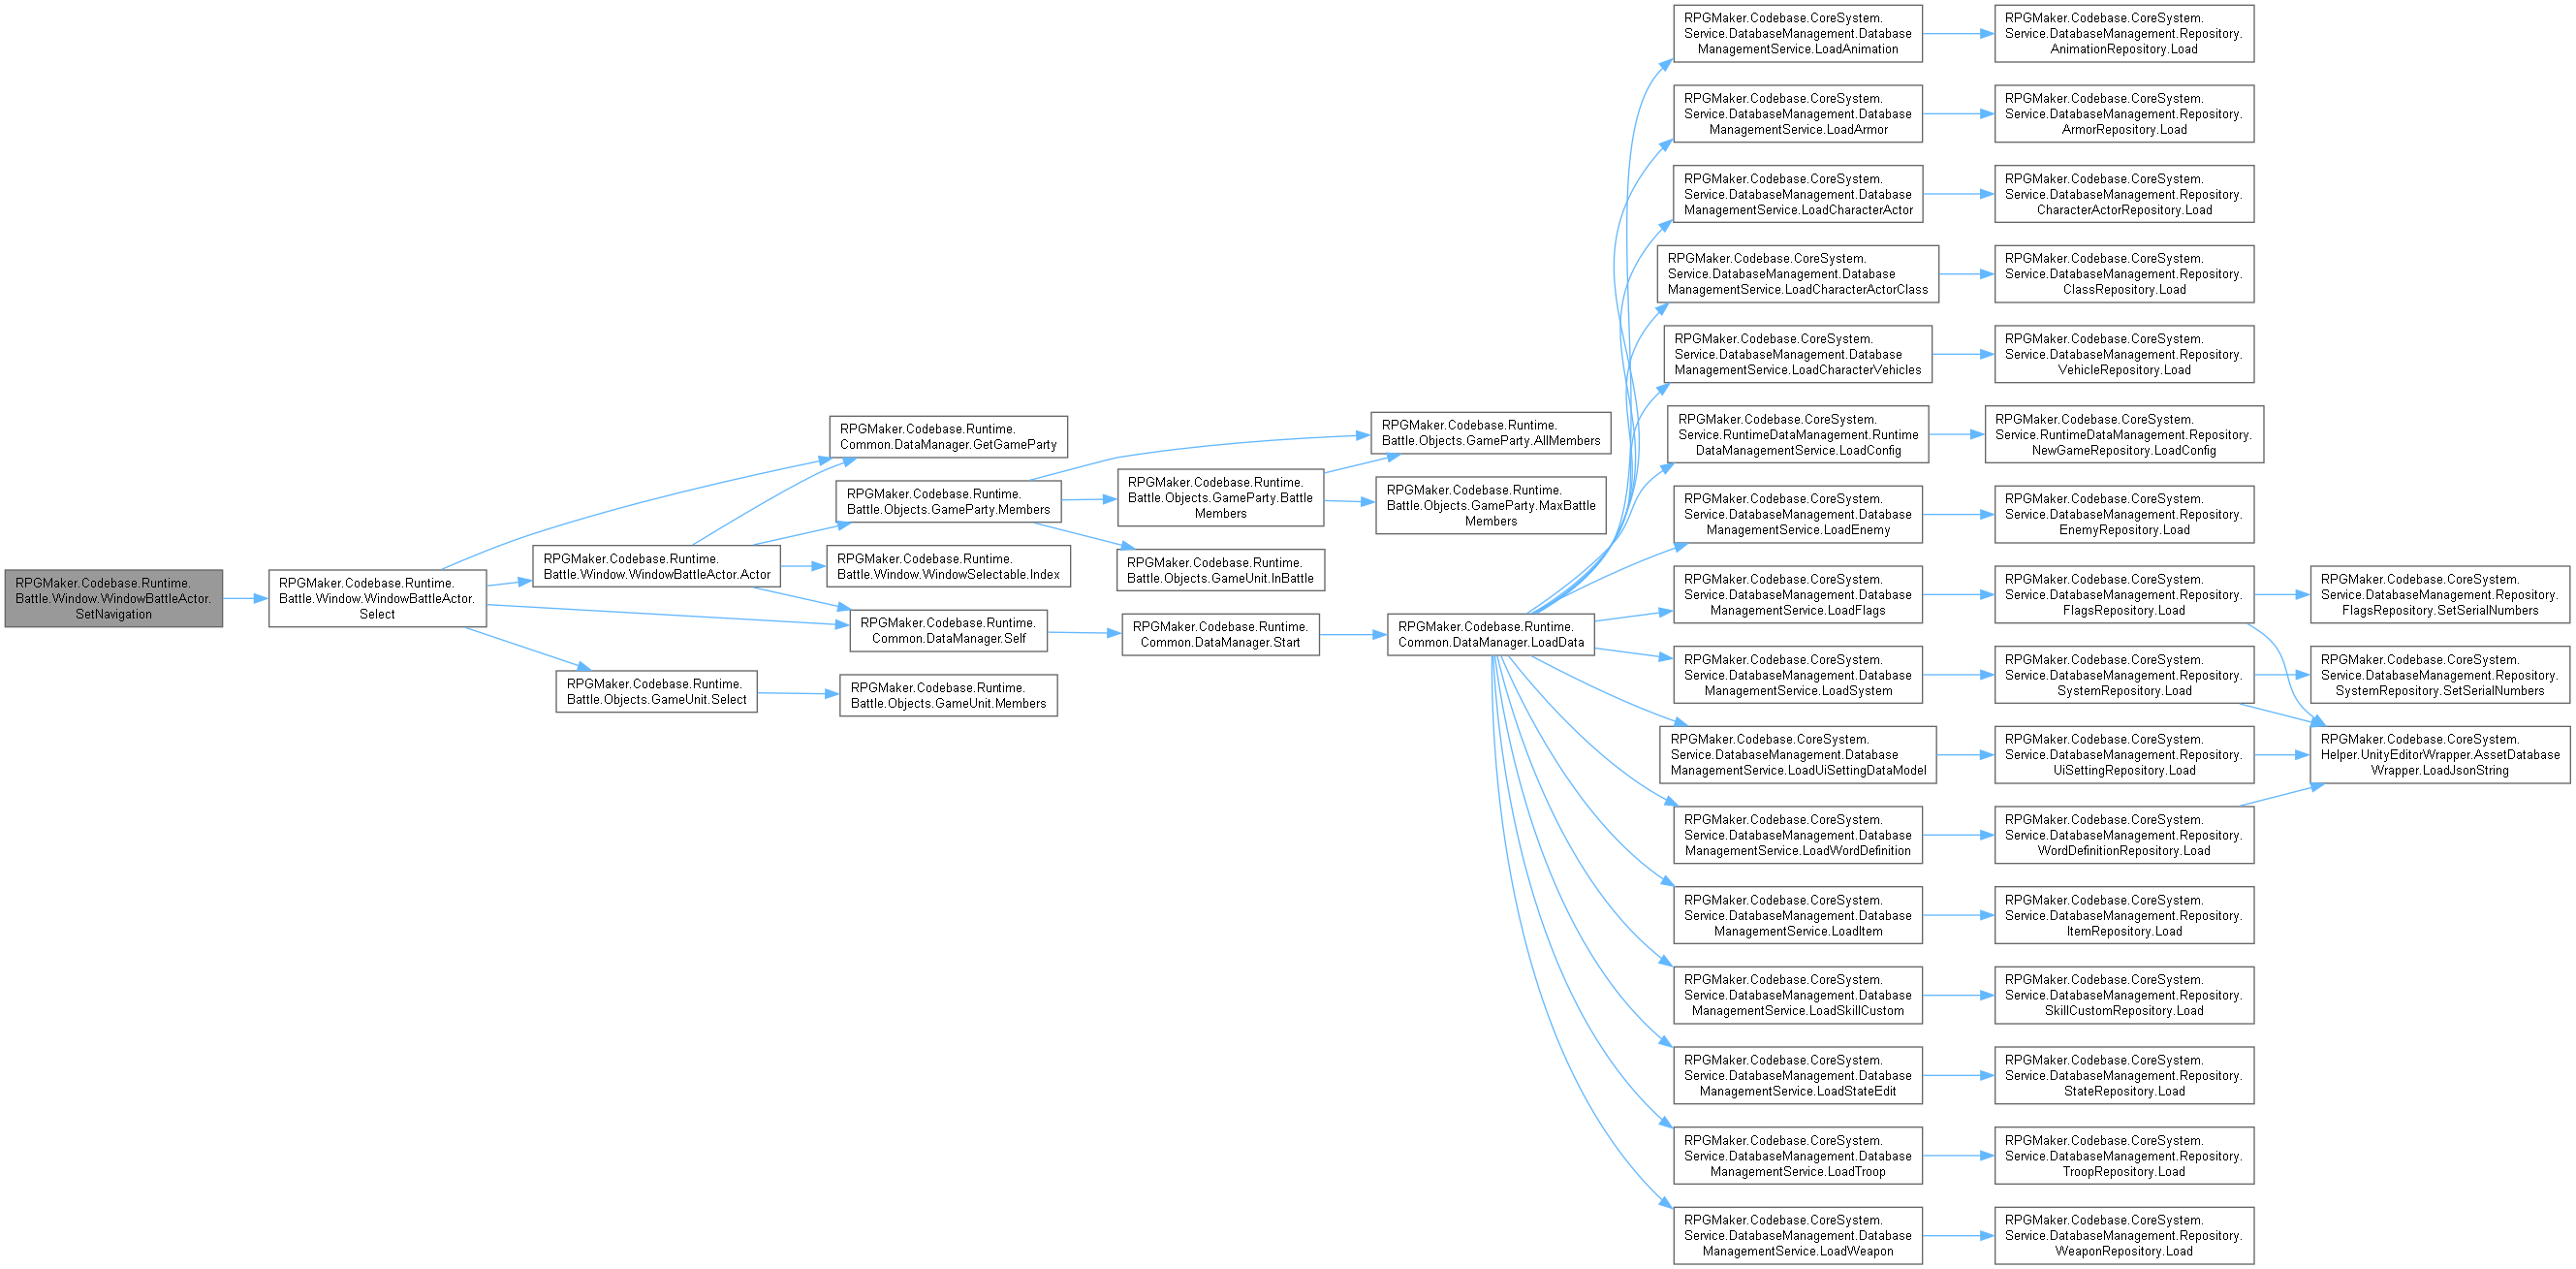 RPGMaker.Codebase.Runtime.
Battle.Window.WindowBattleActor.
SetNavigation
RPGMaker.Codebase.Runtime.
Battle.Window.WindowBattleActor.
Select
RPGMaker.Codebase.Runtime.
Battle.Window.WindowBattleActor.Actor
RPGMaker.Codebase.Runtime.
Battle.Objects.GameUnit.Select
RPGMaker.Codebase.Runtime.
Common.DataManager.GetGameParty
RPGMaker.Codebase.Runtime.
Battle.Objects.GameParty.Members
RPGMaker.Codebase.Runtime.
Battle.Window.WindowSelectable.Index
RPGMaker.Codebase.Runtime.
Common.DataManager.Self
RPGMaker.Codebase.Runtime.
Battle.Objects.GameUnit.Members
RPGMaker.Codebase.Runtime.
Battle.Objects.GameParty.Battle
Members
RPGMaker.Codebase.Runtime.
Battle.Objects.GameUnit.InBattle
RPGMaker.Codebase.Runtime.
Common.DataManager.Start
RPGMaker.Codebase.Runtime.
Battle.Objects.GameParty.AllMembers
RPGMaker.Codebase.Runtime.
Battle.Objects.GameParty.MaxBattle
Members
RPGMaker.Codebase.Runtime.
Common.DataManager.LoadData
RPGMaker.Codebase.CoreSystem.
Service.DatabaseManagement.Database
ManagementService.LoadAnimation
RPGMaker.Codebase.CoreSystem.
Service.DatabaseManagement.Repository.
AnimationRepository.Load
RPGMaker.Codebase.CoreSystem.
Service.DatabaseManagement.Database
ManagementService.LoadArmor
RPGMaker.Codebase.CoreSystem.
Service.DatabaseManagement.Repository.
ArmorRepository.Load
RPGMaker.Codebase.CoreSystem.
Service.DatabaseManagement.Database
ManagementService.LoadCharacterActor
RPGMaker.Codebase.CoreSystem.
Service.DatabaseManagement.Repository.
CharacterActorRepository.Load
RPGMaker.Codebase.CoreSystem.
Service.DatabaseManagement.Database
ManagementService.LoadCharacterActorClass
RPGMaker.Codebase.CoreSystem.
Service.DatabaseManagement.Repository.
ClassRepository.Load
RPGMaker.Codebase.CoreSystem.
Service.DatabaseManagement.Database
ManagementService.LoadCharacterVehicles
RPGMaker.Codebase.CoreSystem.
Service.DatabaseManagement.Repository.
VehicleRepository.Load
RPGMaker.Codebase.CoreSystem.
Service.RuntimeDataManagement.Runtime
DataManagementService.LoadConfig
RPGMaker.Codebase.CoreSystem.
Service.RuntimeDataManagement.Repository.
NewGameRepository.LoadConfig
RPGMaker.Codebase.CoreSystem.
Service.DatabaseManagement.Database
ManagementService.LoadEnemy
RPGMaker.Codebase.CoreSystem.
Service.DatabaseManagement.Repository.
EnemyRepository.Load
RPGMaker.Codebase.CoreSystem.
Service.DatabaseManagement.Database
ManagementService.LoadFlags
RPGMaker.Codebase.CoreSystem.
Service.DatabaseManagement.Repository.
FlagsRepository.Load
RPGMaker.Codebase.CoreSystem.
Service.DatabaseManagement.Repository.
FlagsRepository.SetSerialNumbers
RPGMaker.Codebase.CoreSystem.
Service.DatabaseManagement.Database
ManagementService.LoadSystem
RPGMaker.Codebase.CoreSystem.
Service.DatabaseManagement.Repository.
SystemRepository.Load
RPGMaker.Codebase.CoreSystem.
Service.DatabaseManagement.Repository.
SystemRepository.SetSerialNumbers
RPGMaker.Codebase.CoreSystem.
Service.DatabaseManagement.Database
ManagementService.LoadUiSettingDataModel
RPGMaker.Codebase.CoreSystem.
Service.DatabaseManagement.Repository.
UiSettingRepository.Load
RPGMaker.Codebase.CoreSystem.
Helper.UnityEditorWrapper.AssetDatabase
Wrapper.LoadJsonString
RPGMaker.Codebase.CoreSystem.
Service.DatabaseManagement.Database
ManagementService.LoadWordDefinition
RPGMaker.Codebase.CoreSystem.
Service.DatabaseManagement.Repository.
WordDefinitionRepository.Load
RPGMaker.Codebase.CoreSystem.
Service.DatabaseManagement.Database
ManagementService.LoadItem
RPGMaker.Codebase.CoreSystem.
Service.DatabaseManagement.Repository.
ItemRepository.Load
RPGMaker.Codebase.CoreSystem.
Service.DatabaseManagement.Database
ManagementService.LoadSkillCustom
RPGMaker.Codebase.CoreSystem.
Service.DatabaseManagement.Repository.
SkillCustomRepository.Load
RPGMaker.Codebase.CoreSystem.
Service.DatabaseManagement.Database
ManagementService.LoadStateEdit
RPGMaker.Codebase.CoreSystem.
Service.DatabaseManagement.Repository.
StateRepository.Load
RPGMaker.Codebase.CoreSystem.
Service.DatabaseManagement.Database
ManagementService.LoadTroop
RPGMaker.Codebase.CoreSystem.
Service.DatabaseManagement.Repository.
TroopRepository.Load
RPGMaker.Codebase.CoreSystem.
Service.DatabaseManagement.Database
ManagementService.LoadWeapon
RPGMaker.Codebase.CoreSystem.
Service.DatabaseManagement.Repository.
WeaponRepository.Load